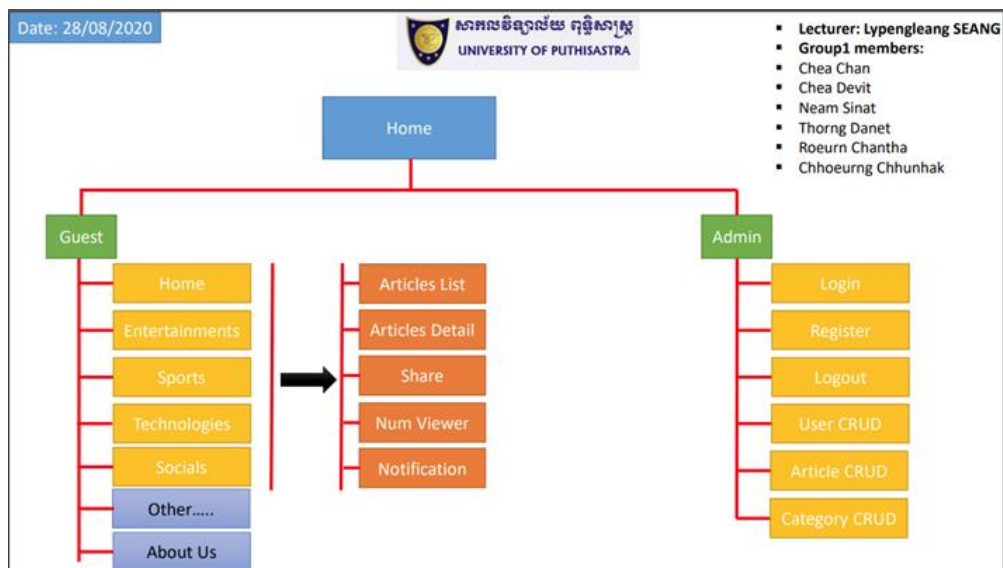 Date: 28/08/2020
សាកលវិទ្យាល័យ ពុទ្ធិសាស្ត្រ
UNIVERSITY OF PUTHISASTRA
▪ Lecturer: Lypengleang SEANG
▪ Group1 members:
▪ Chea Chan
▪ Chea Devit
▪ Neam Sinat
▪ Thorng Danet
▪ Roeurn Chantha
▪ Chhoeurng Chhunhak
Home
Guest
Home
Entertainments
Sports
Technologies
Socials
Other.....
About Us
Articles List
Articles Detail
Share
Num Viewer
Notification
Admin
Login
Register
Logout
User CRUD
Article CRUD
Category CRUD